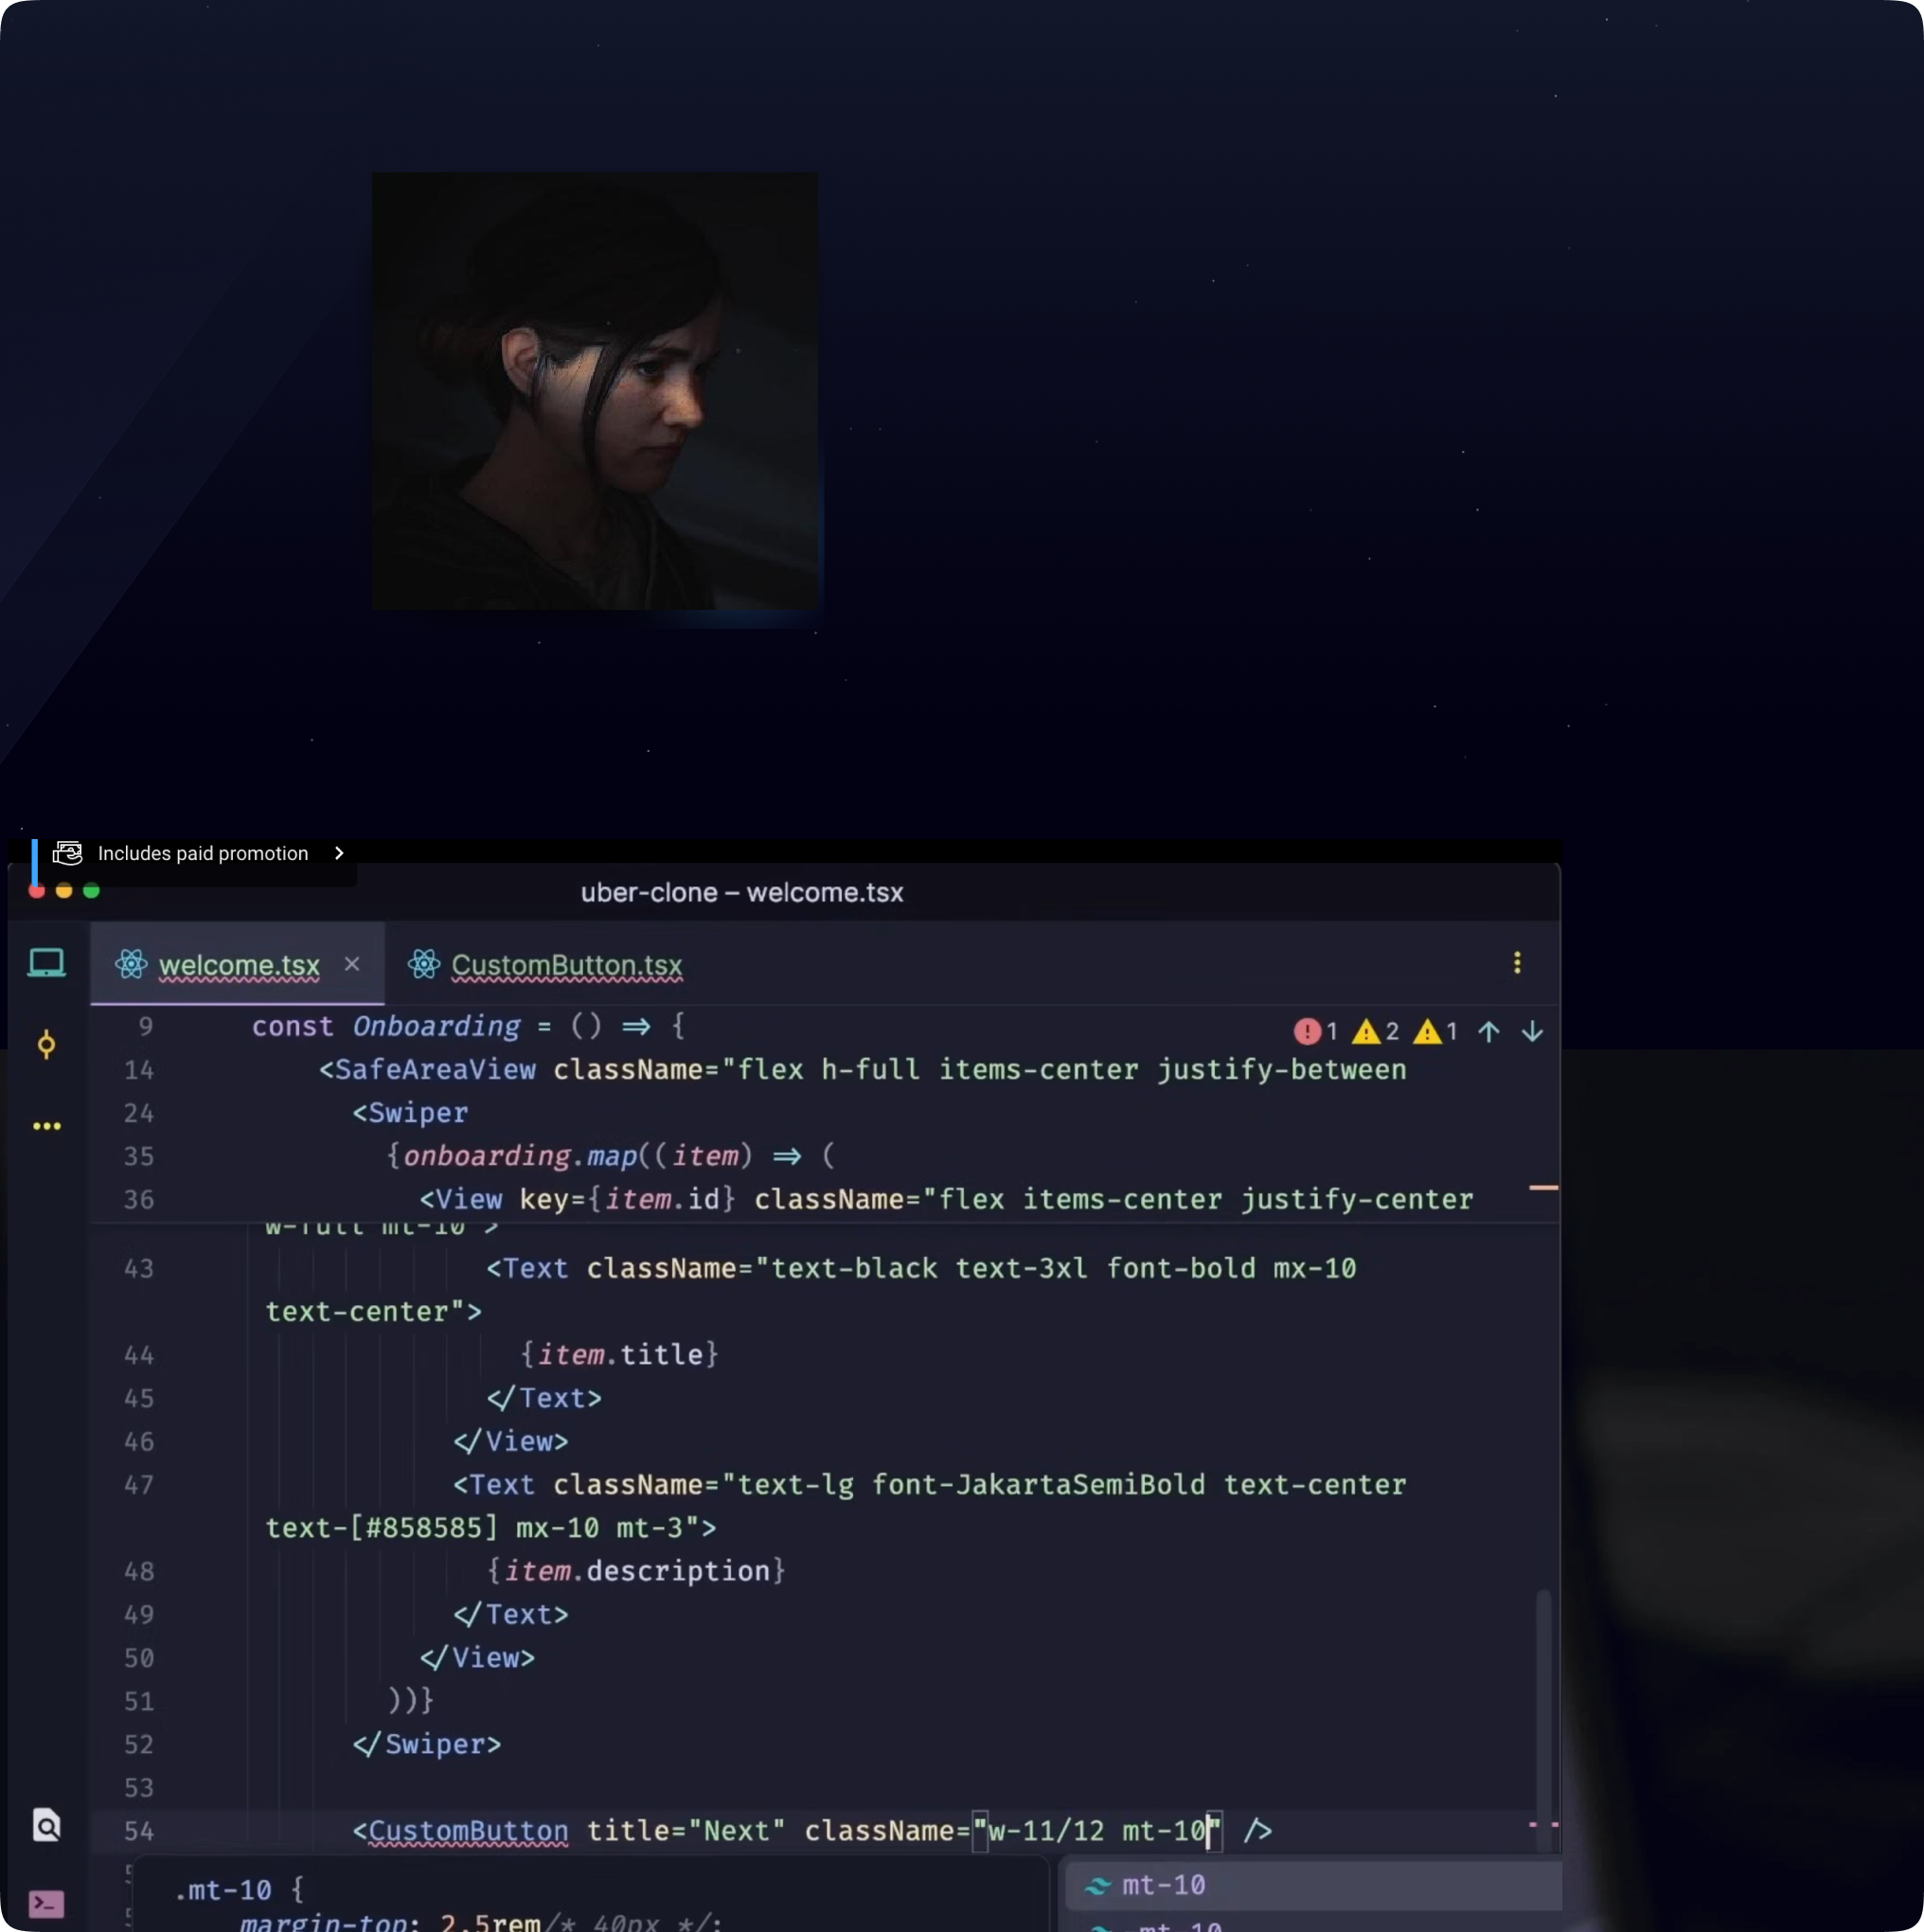 Includes paid promotion
uber-clone – welcome.tsx
welcome.tsx ×
CustomButton.tsx
9 const Onboarding = () => {
1 2 1
14 <SafeAreaView className="flex h-full items-center justify-between
24 <Swiper
35 {onboarding.map((item) => (
36 <View key={item.id} className="flex items-center justify-center
w-full mt-10">
43 <Text className="text-black text-3xl font-bold mx-10
text-center">
44 {item.title}
45 </Text>
46 </View>
47 <Text className="text-lg font-JakartaSemiBold text-center
text-[#858585] mx-10 mt-3">
48 {item.description}
49 </Text>
50 </View>
51 ))}
52 </Swiper>
53
54 <CustomButton title="Next" className="w-11/12 mt-10" />
.mt-10 {
margin-top: 2.5rem/* 40px */;
mt-10
-mt-10